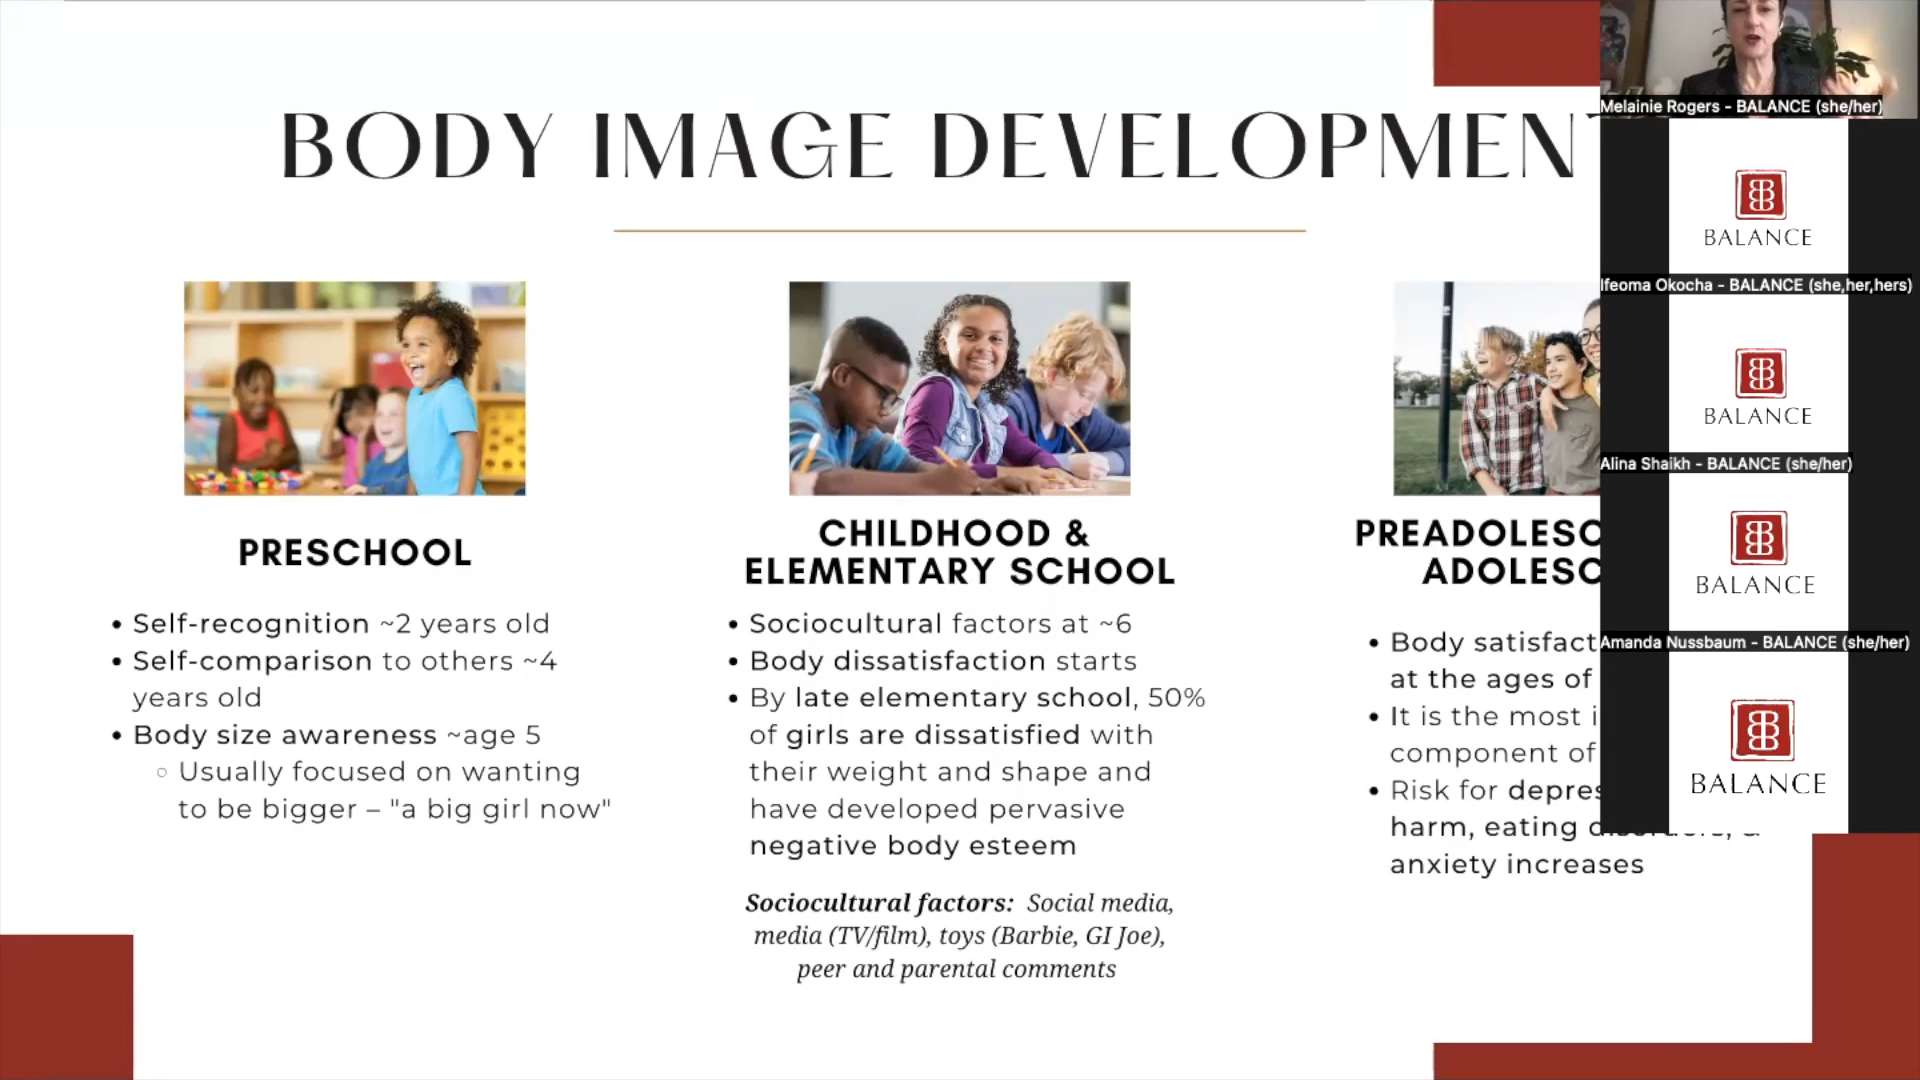 BODY IMAGE DEVELOPMENT
PRESCHOOL
• Self-recognition ~2 years old
• Self-comparison to others ~4
years old
• Body size awareness ~age 5
○ Usually focused on wanting
to be bigger – "a big girl now"
CHILDHOOD &
ELEMENTARY SCHOOL
• Sociocultural factors at ~6
• Body dissatisfaction starts
• By late elementary school, 50%
of girls are dissatisfied with
their weight and shape and
have developed pervasive
negative body esteem
Sociocultural factors: Social media,
media (TV/film), toys (Barbie, GI Joe),
peer and parental comments
PREADOLESC
ADOLESC
• Body satisfact
at the ages of
• It is the most i
component of
• Risk for depres
harm, eating disorders, &
anxiety increases
Melainie Rogers - BALANCE (she/her)
BALANCE
Ifeoma Okocha - BALANCE (she,her,hers)
BALANCE
Alina Shaikh - BALANCE (she/her)
BALANCE
Amanda Nussbaum - BALANCE (she/her)
BALANCE